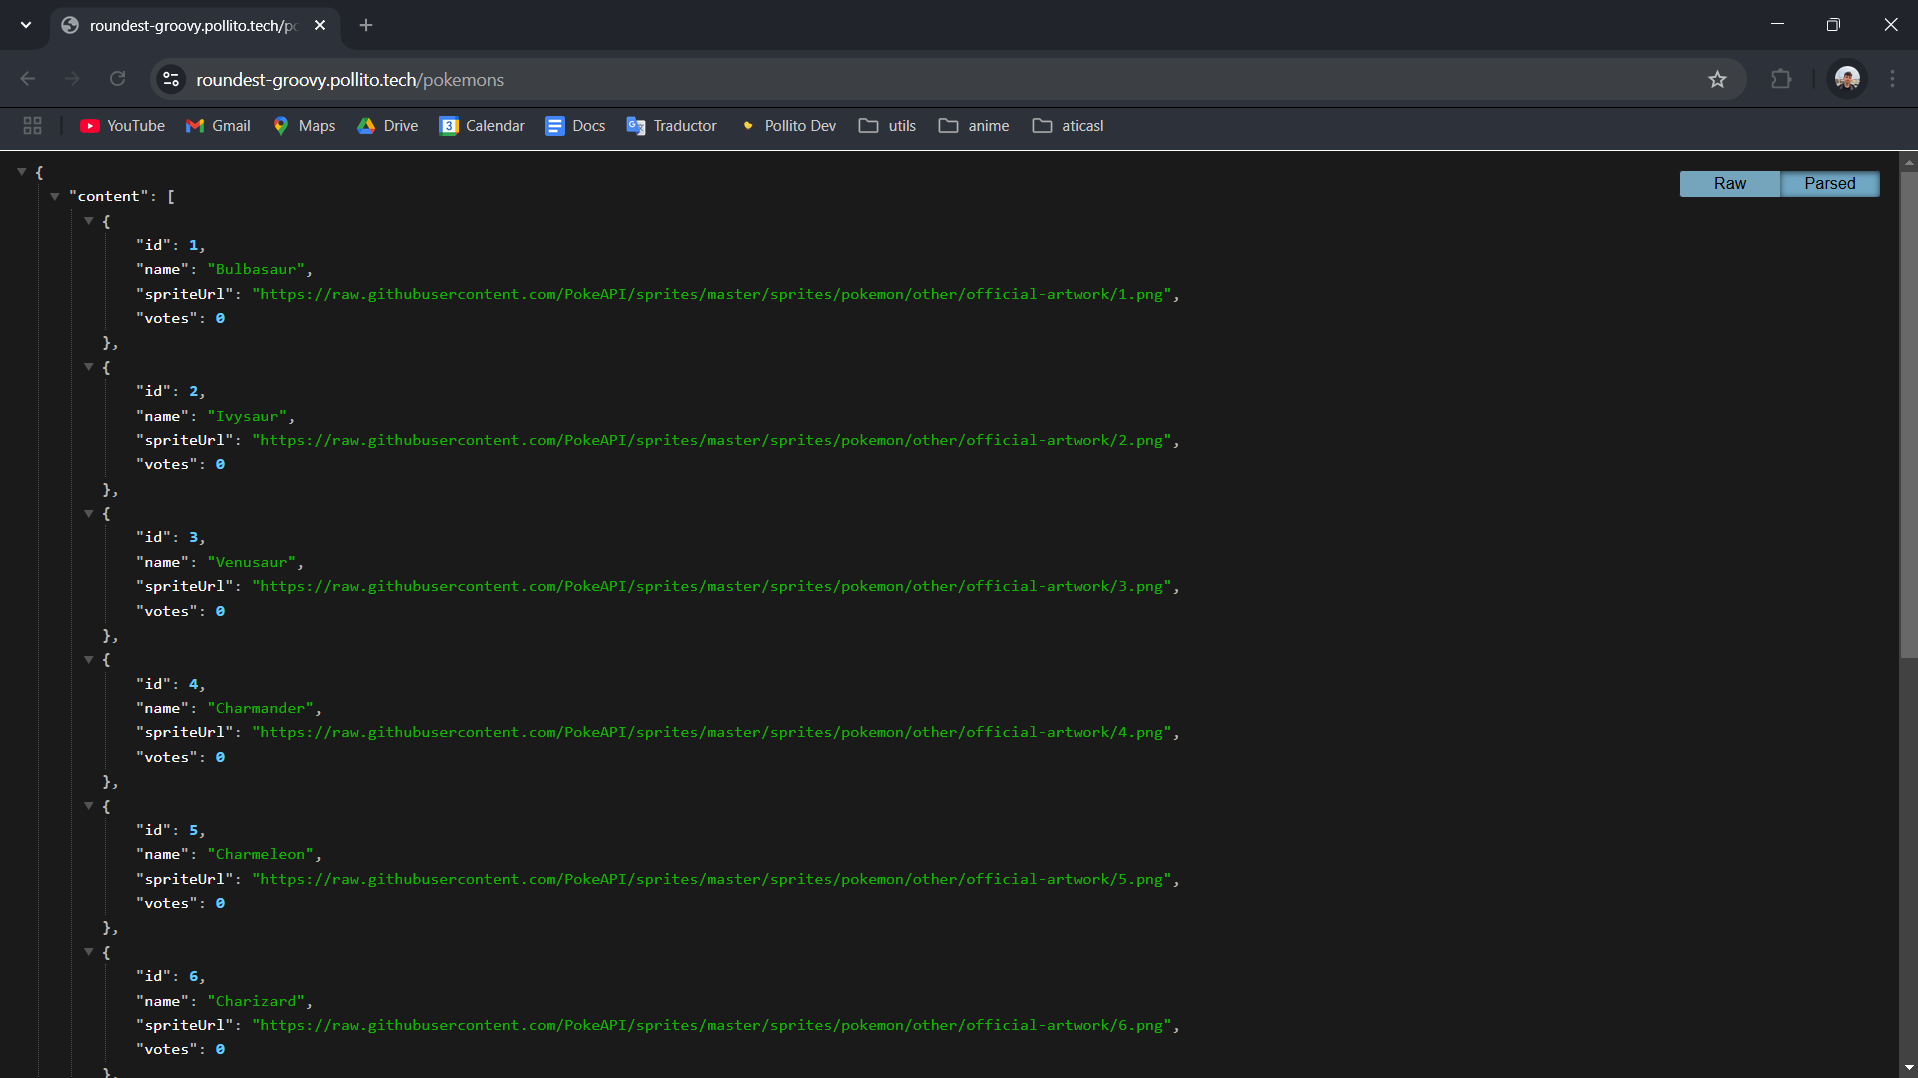 roundest-groovy.pollito.tech/po
roundest-groovy.pollito.tech/pokemons
YouTube Gmail Maps Drive Calendar Docs Traductor Pollito Dev utils anime aticasl
Raw Parsed
{
"content": [
{
"id": 1,
"name": "Bulbasaur",
"spriteUrl": "https://raw.githubusercontent.com/PokeAPI/sprites/master/sprites/pokemon/other/official-artwork/1.png",
"votes": 0
},
{
"id": 2,
"name": "Ivysaur",
"spriteUrl": "https://raw.githubusercontent.com/PokeAPI/sprites/master/sprites/pokemon/other/official-artwork/2.png",
"votes": 0
},
{
"id": 3,
"name": "Venusaur",
"spriteUrl": "https://raw.githubusercontent.com/PokeAPI/sprites/master/sprites/pokemon/other/official-artwork/3.png",
"votes": 0
},
{
"id": 4,
"name": "Charmander",
"spriteUrl": "https://raw.githubusercontent.com/PokeAPI/sprites/master/sprites/pokemon/other/official-artwork/4.png",
"votes": 0
},
{
"id": 5,
"name": "Charmeleon",
"spriteUrl": "https://raw.githubusercontent.com/PokeAPI/sprites/master/sprites/pokemon/other/official-artwork/5.png",
"votes": 0
},
{
"id": 6,
"name": "Charizard",
"spriteUrl": "https://raw.githubusercontent.com/PokeAPI/sprites/master/sprites/pokemon/other/official-artwork/6.png",
"votes": 0
},